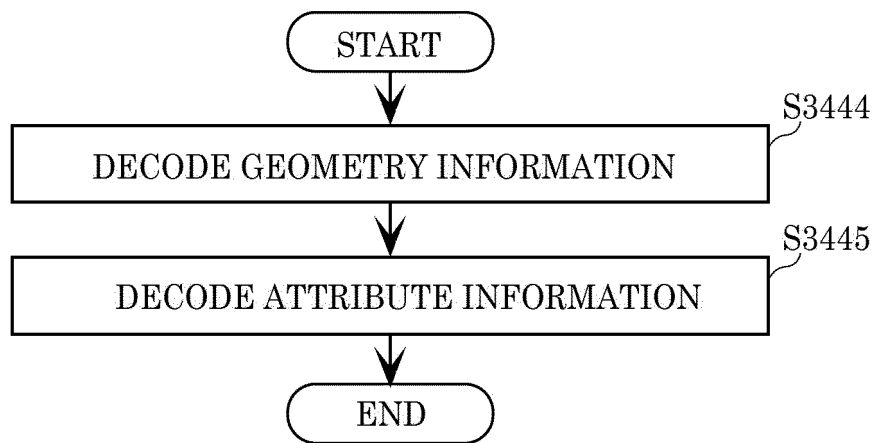 START
S3444
DECODE GEOMETRY INFORMATION
S3445
DECODE ATTRIBUTE INFORMATION
END